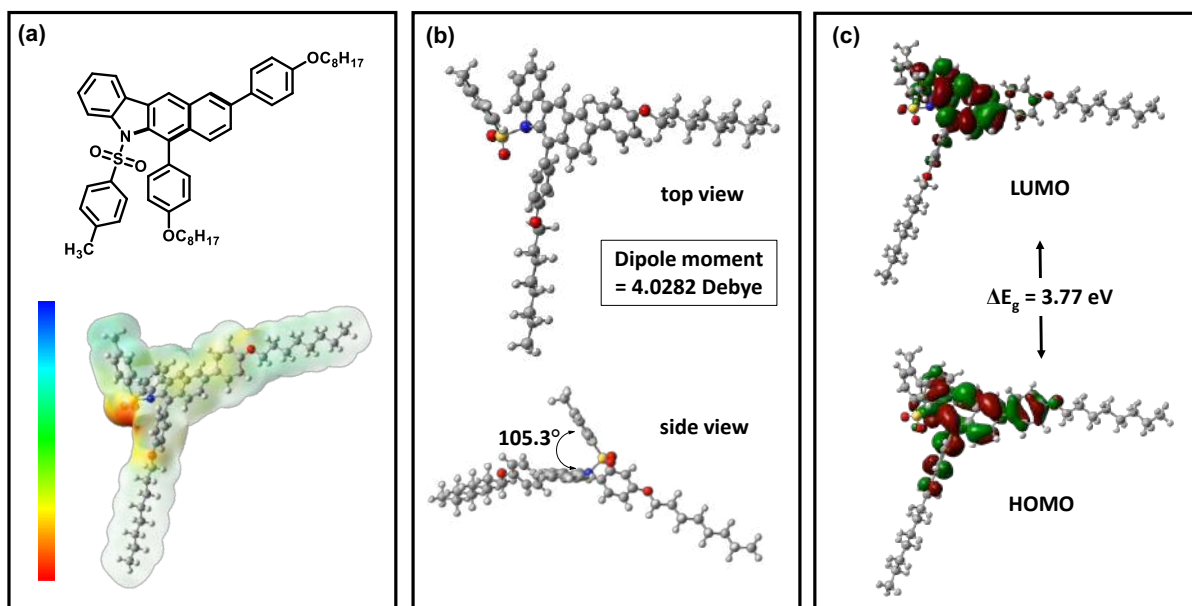 (a)
OC₈H₁₇
N
O
S
O
H₃C
OC₈H₁₇
(b)
top view
Dipole moment
= 4.0282 Debye
105.3°
side view
(c)
LUMO
ΔEg = 3.77 eV
HOMO